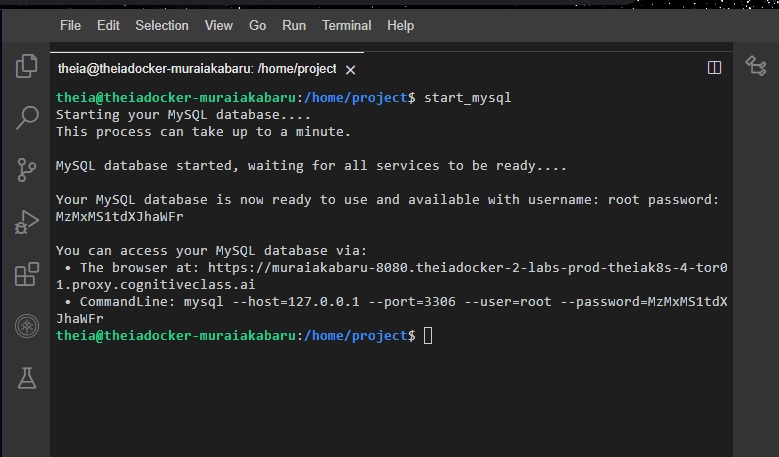 File Edit Selection View Go Run Terminal Help
theia@theiadocker-muraiakabaru: /home/project ×
theia@theiadocker-muraiakabaru:/home/project$ start_mysql
Starting your MySQL database....
This process can take up to a minute.
MySQL database started, waiting for all services to be ready....
Your MySQL database is now ready to use and available with username: root password:
MzMxMS1tdXJhaWFr
You can access your MySQL database via:
• The browser at: https://muraiakabaru-8080.theiadocker-2-labs-prod-theiak8s-4-tor0
1.proxy.cognitiveclass.ai
• CommandLine: mysql --host=127.0.0.1 --port=3306 --user=root --password=MzMxMS1tdX
JhaWFr
theia@theiadocker-muraiakabaru:/home/project$